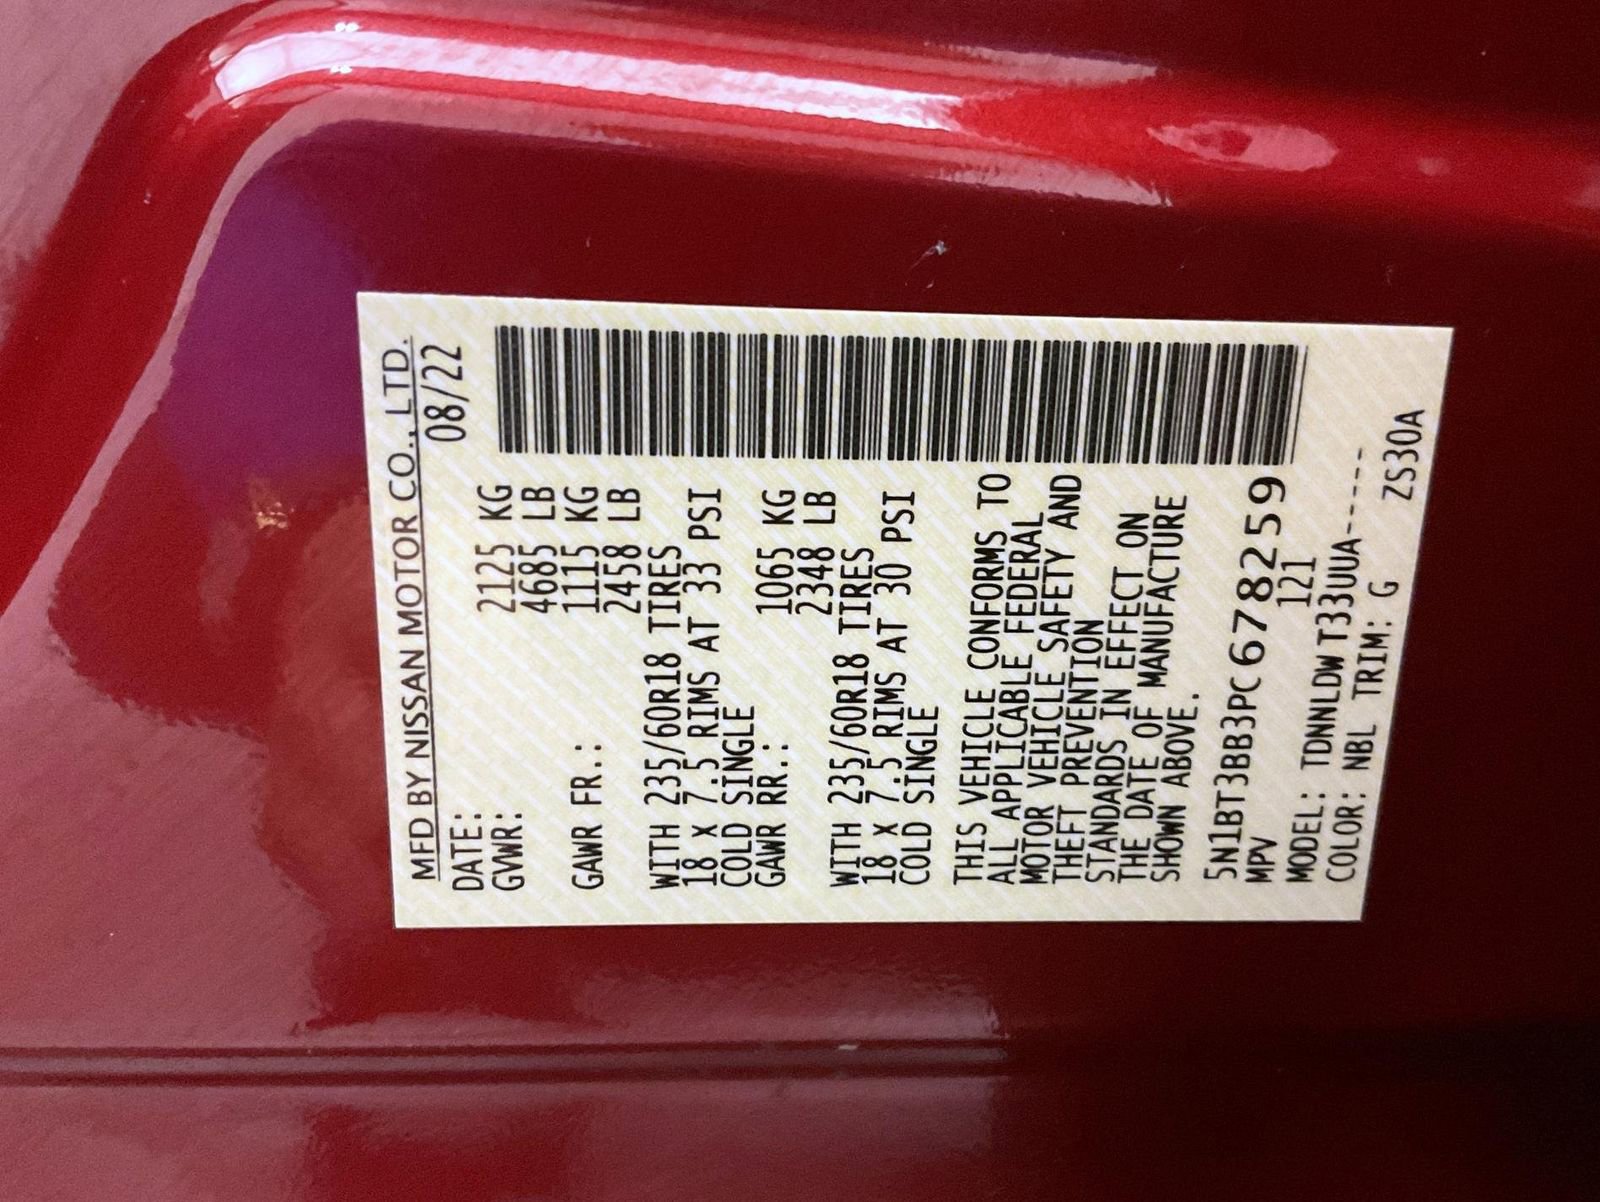 MFD BY NISSAN MOTOR CO., LTD.
DATE: 08/22
GVWR: 2125 KG
4685 LB
GAWR FR.: 1115 KG
2458 LB
WITH 235/60R18 TIRES
18 X 7.5 RIMS AT 33 PSI
COLD SINGLE
GAWR RR.: 1065 KG
2348 LB
WITH 235/60R18 TIRES
18 X 7.5 RIMS AT 30 PSI
COLD SINGLE
THIS VEHICLE CONFORMS TO
ALL APPLICABLE FEDERAL
MOTOR VEHICLE SAFETY AND
THEFT PREVENTION
STANDARDS IN EFFECT ON
THE DATE OF MANUFACTURE
SHOWN ABOVE.
5N1BT3BB3PC678259
MPV 121
MODEL: TDNNLDW T33UUA-----
COLOR: NBL TRIM: G ZS30A